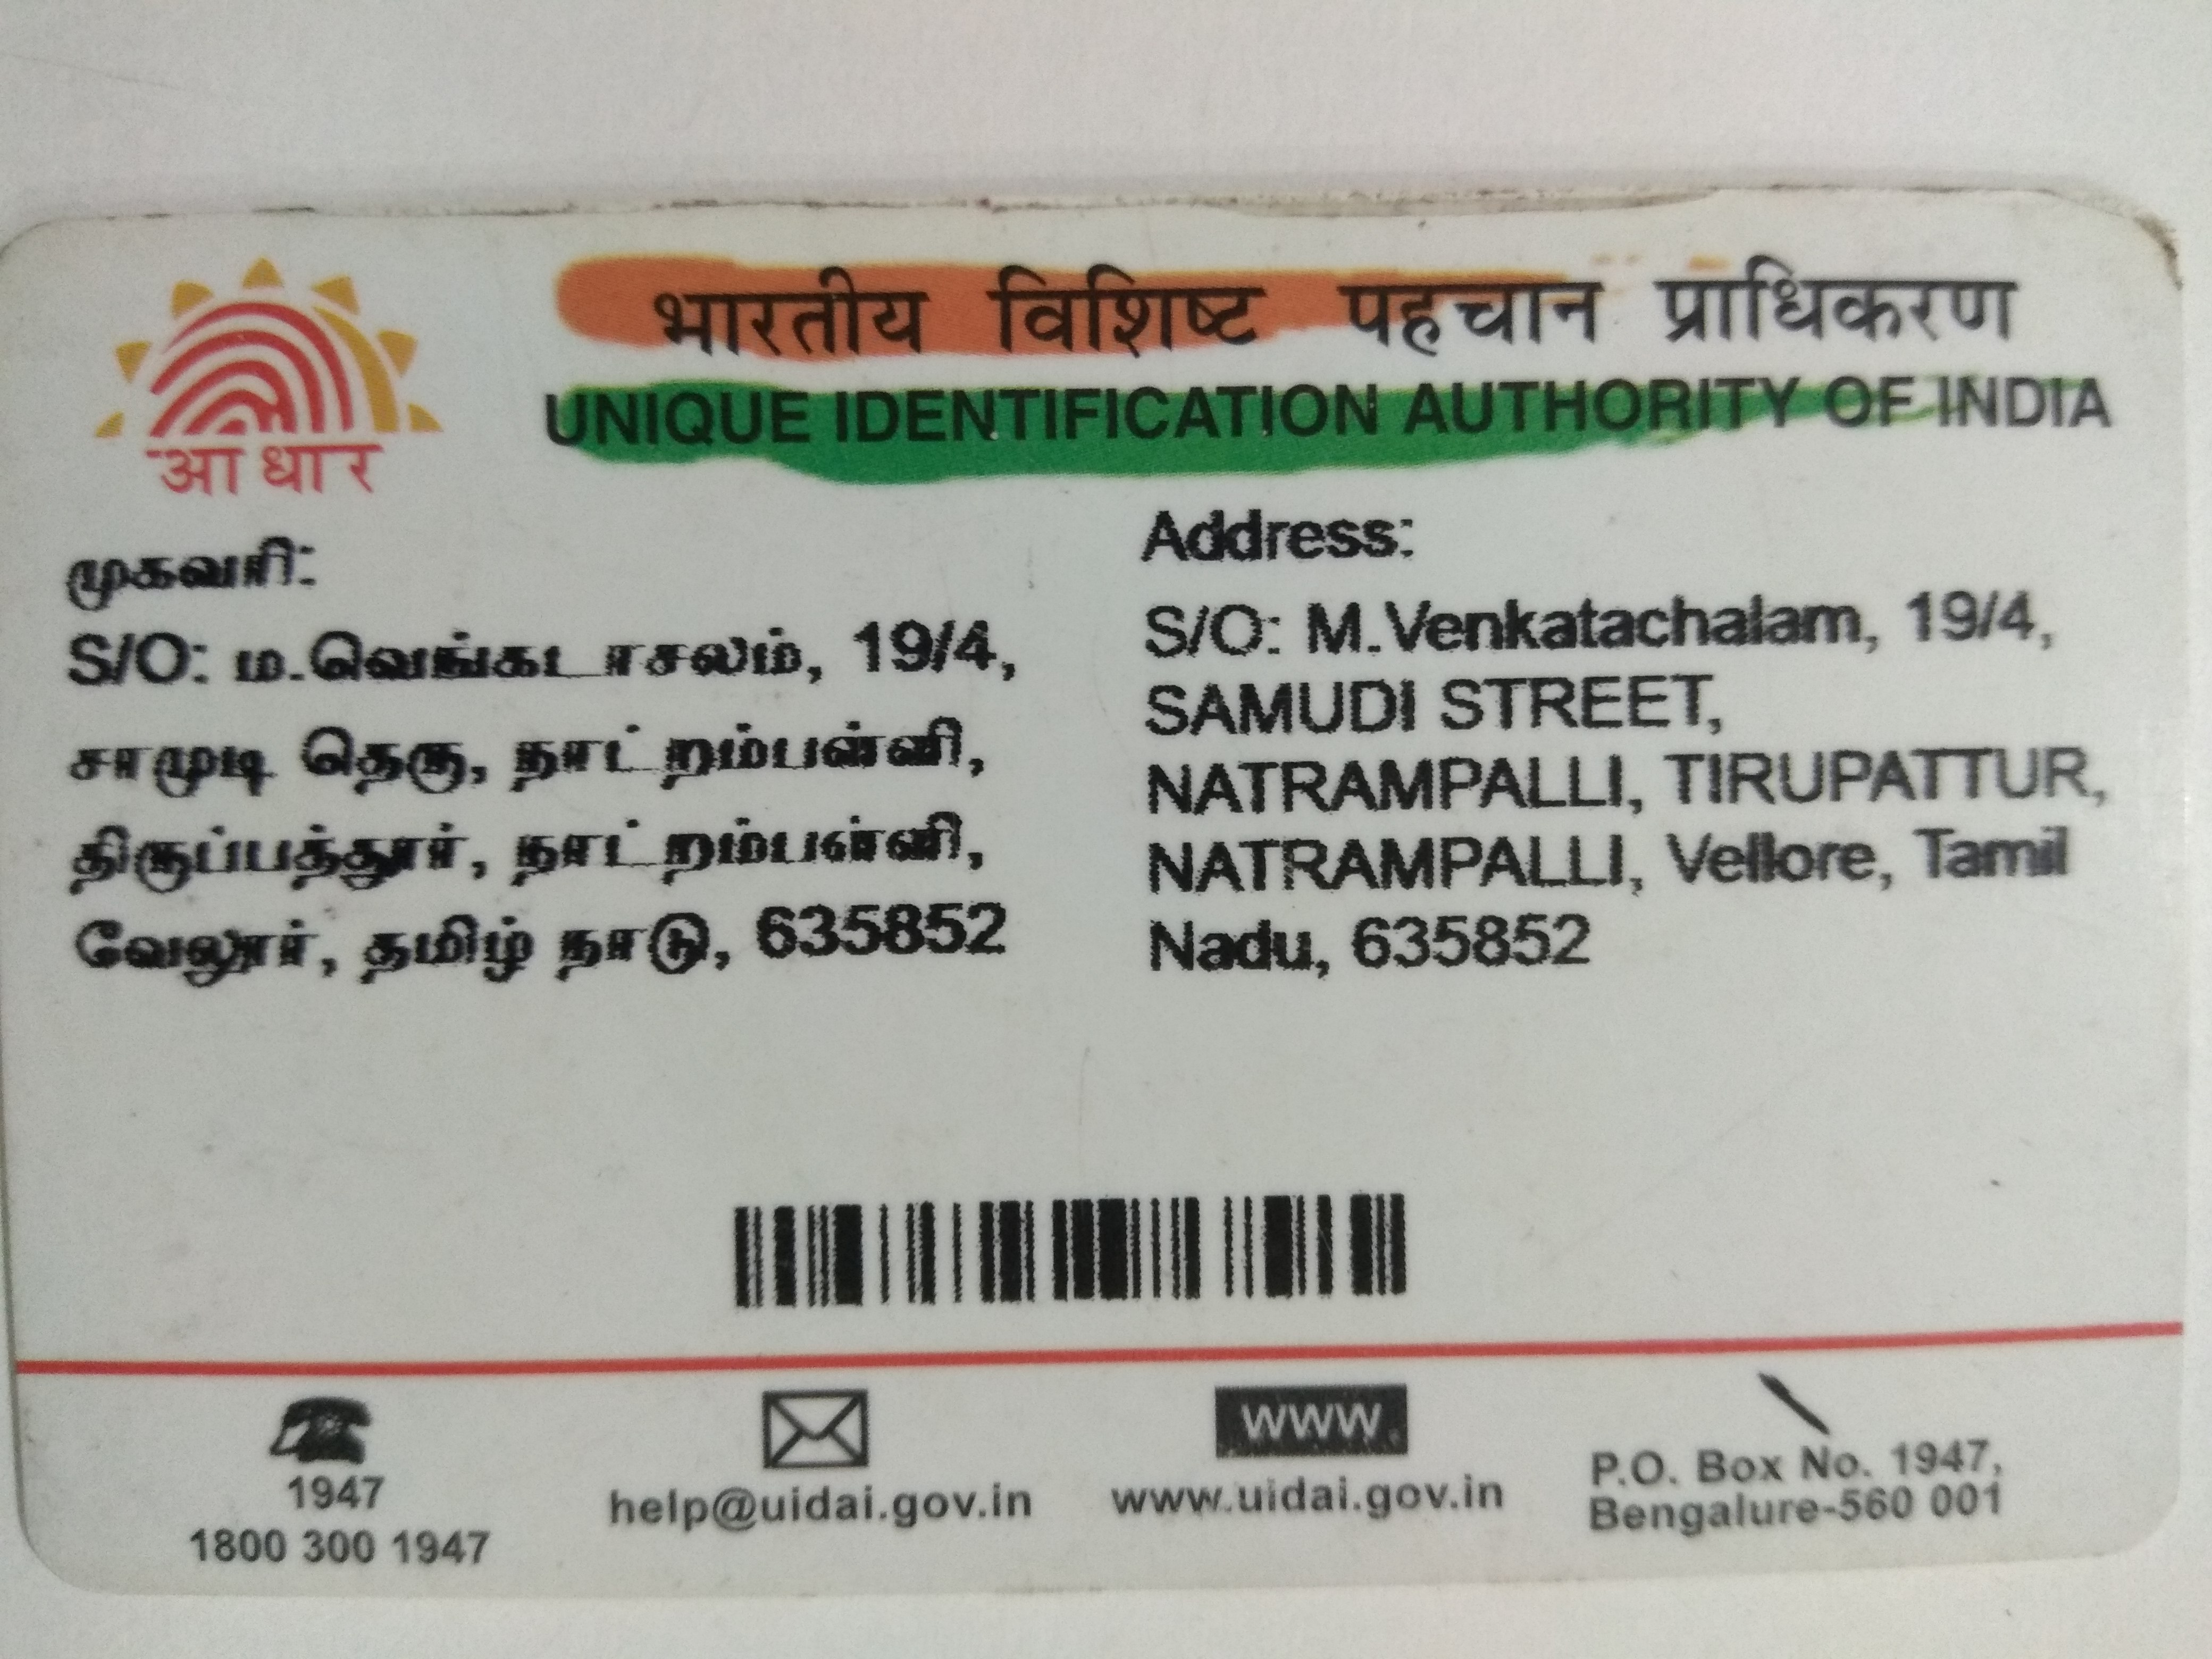 भारतीय विशिष्ट पहचान प्राधिकरण
UNIQUE IDENTIFICATION AUTHORITY OF INDIA
आधार
முகவரி:
S/O: ம.வெங்கடாசலம், 19/4,
சாமுடி தெரு, நாட்றம்பள்ளி,
திருப்பத்தூர், நாட்றம்பள்ளி,
வேலூர், தமிழ் நாடு, 635852
Address:
S/O: M.Venkatachalam, 19/4,
SAMUDI STREET,
NATRAMPALLI, TIRUPATTUR,
NATRAMPALLI, Vellore, Tamil
Nadu, 635852
1947
1800 300 1947
help@uidai.gov.in
WWW.
www.uidai.gov.in
P.O. Box No. 1947,
Bengalure-560 001